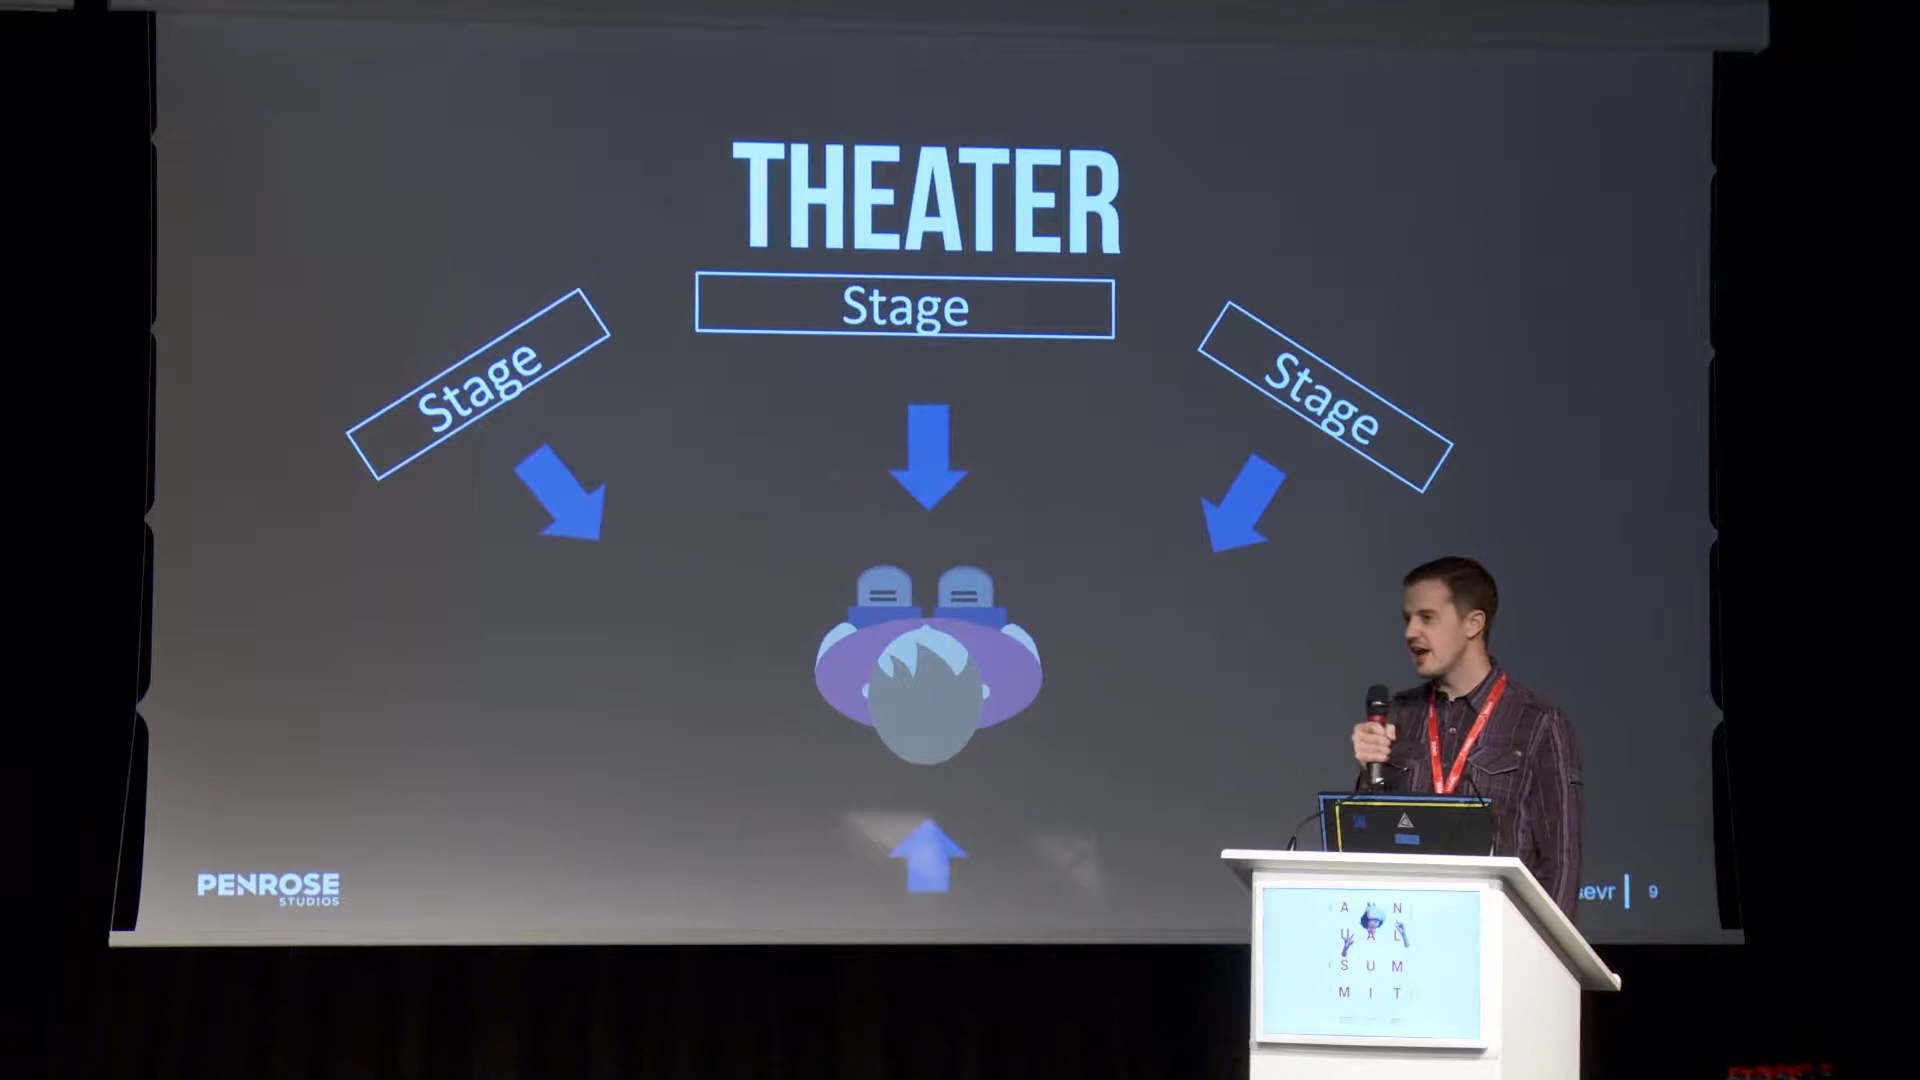 THEATER
Stage
Stage
Stage
PENROSE
STUDIOS
sevr
9
A N N
U A L
S U M
M I T